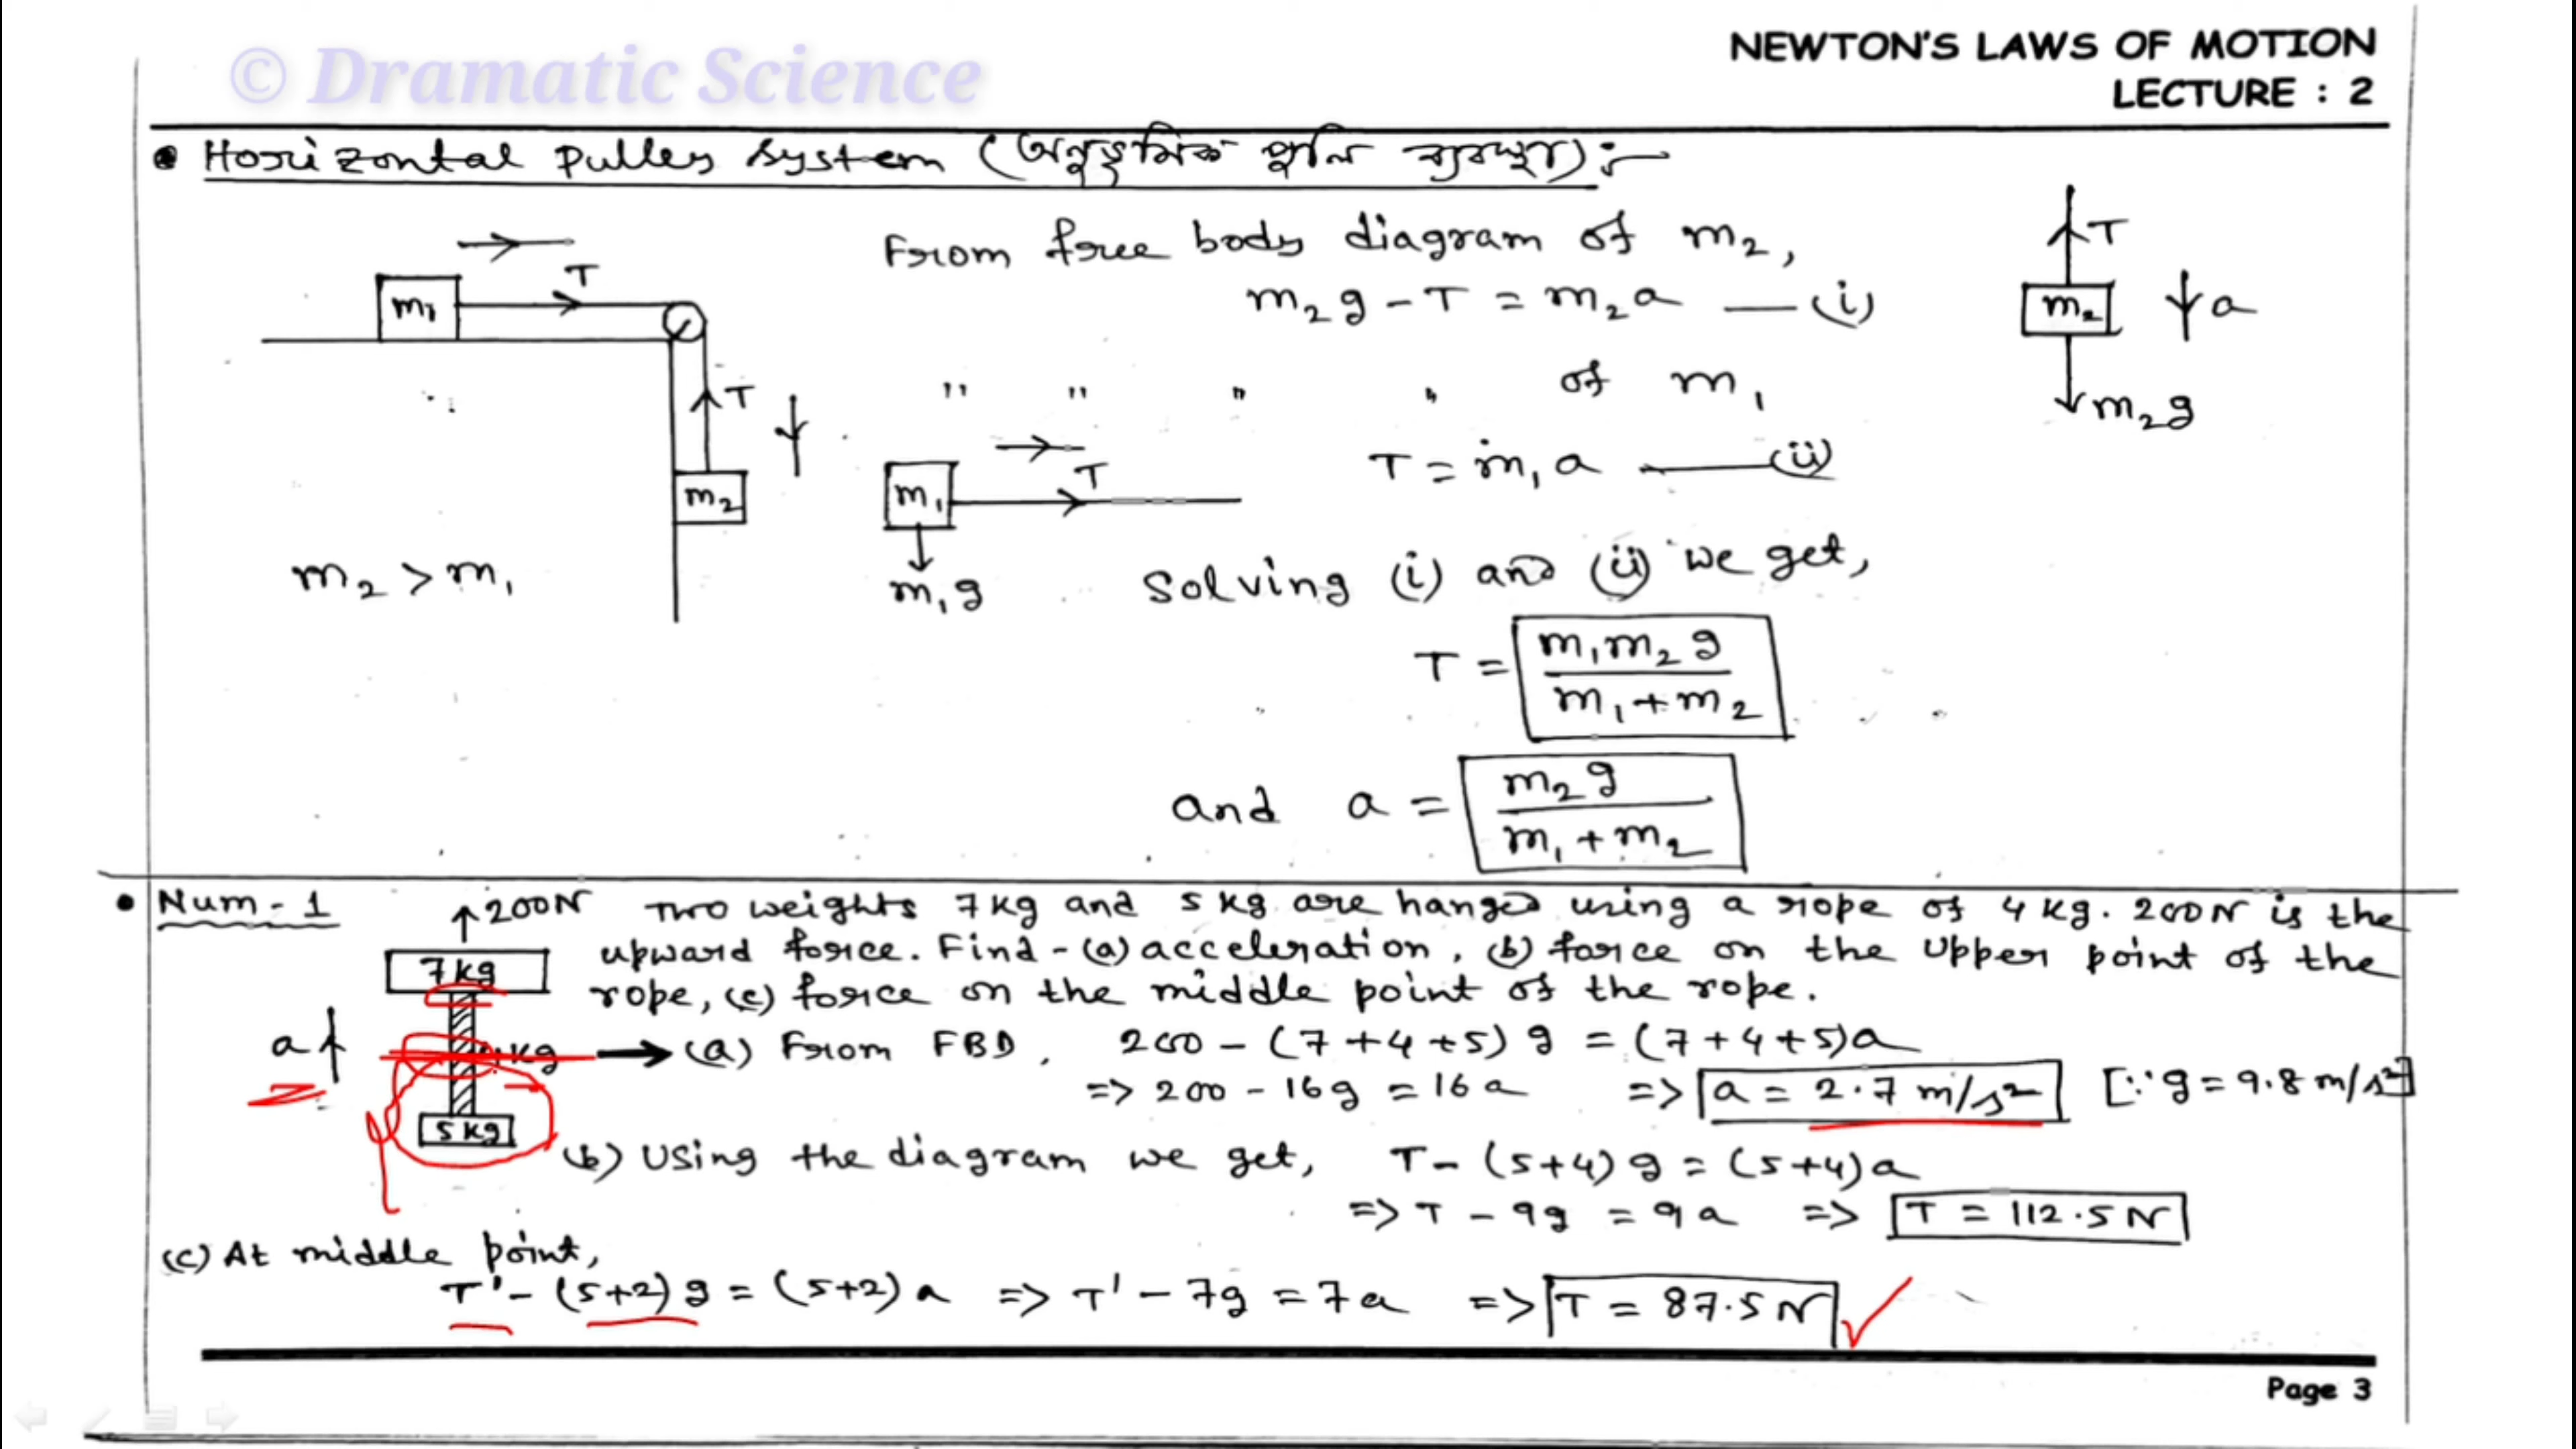 © Dramatic Science
NEWTON'S LAWS OF MOTION
LECTURE : 2
• Horizontal Pulley System (অনুভূমিক পুলি ব্যবস্থা):-
From free body diagram of m₂,
m₂g - T = m₂a — (i)
" " " " of m₁
T = m₁a — (ii)
Solving (i) and (ii) we get,
T = m₁m₂g / m₁+m₂
and a = m₂g / m₁+m₂
m₁
T
T
m₂
m₂ > m₁
m₁
T
m₁g
T
m₂
a
m₂g
• Num - 1
200N
7kg
a
kg
5kg
Two weights 7kg and 5kg are hanged using a rope of 4kg. 200N is the
upward force. Find - (a) acceleration, (b) force on the upper point of the
rope, (c) force on the middle point of the rope.
(a) From FBD, 200 - (7+4+5)g = (7+4+5)a
=> 200 - 16g = 16a => a = 2.7 m/s² [∵ g = 9.8 m/s²]
(b) Using the diagram we get, T - (5+4)g = (5+4)a
=> T - 9g = 9a => T = 112.5N
(c) At middle point,
T' - (5+2)g = (5+2)a => T' - 7g = 7a => T = 87.5N
Page 3